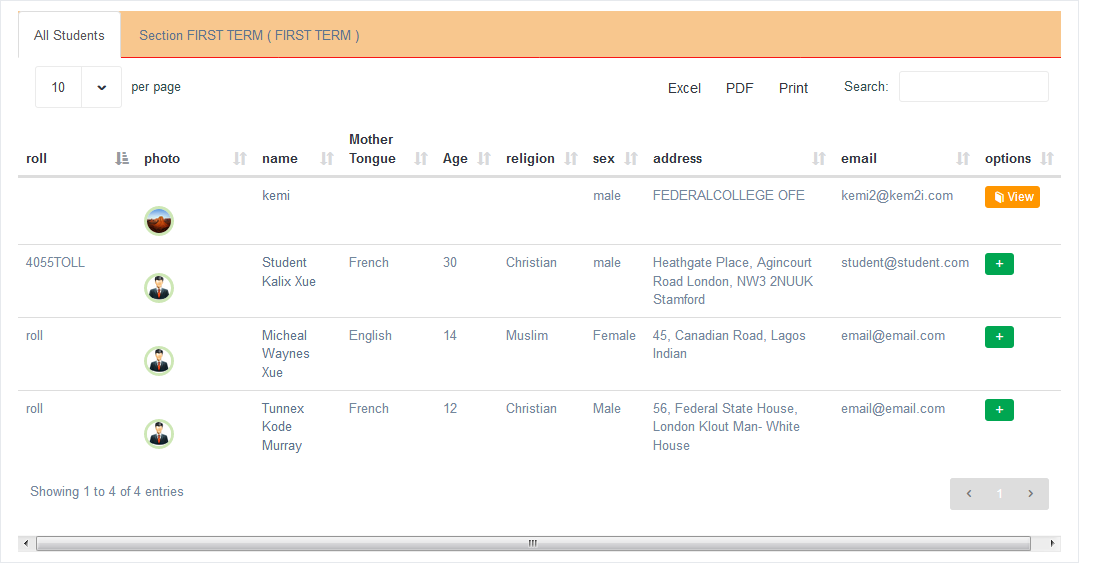 All Students Section FIRST TERM ( FIRST TERM )
10 per page Excel PDF Print Search:
roll photo name Mother Tongue Age religion sex address email options
kemi male FEDERALCOLLEGE OFE kemi2@kem2i.com View
4055TOLL Student French 30 Christian male Heathgate Place, Agincourt student@student.com +
Kalix Xue Road London, NW3 2NUUK
Stamford
roll Micheal English 14 Muslim Female 45, Canadian Road, Lagos email@email.com +
Waynes Indian
Xue
roll Tunnex French 12 Christian Male 56, Federal State House, email@email.com +
Kode London Klout Man- White
Murray House
Showing 1 to 4 of 4 entries ‹ 1 ›